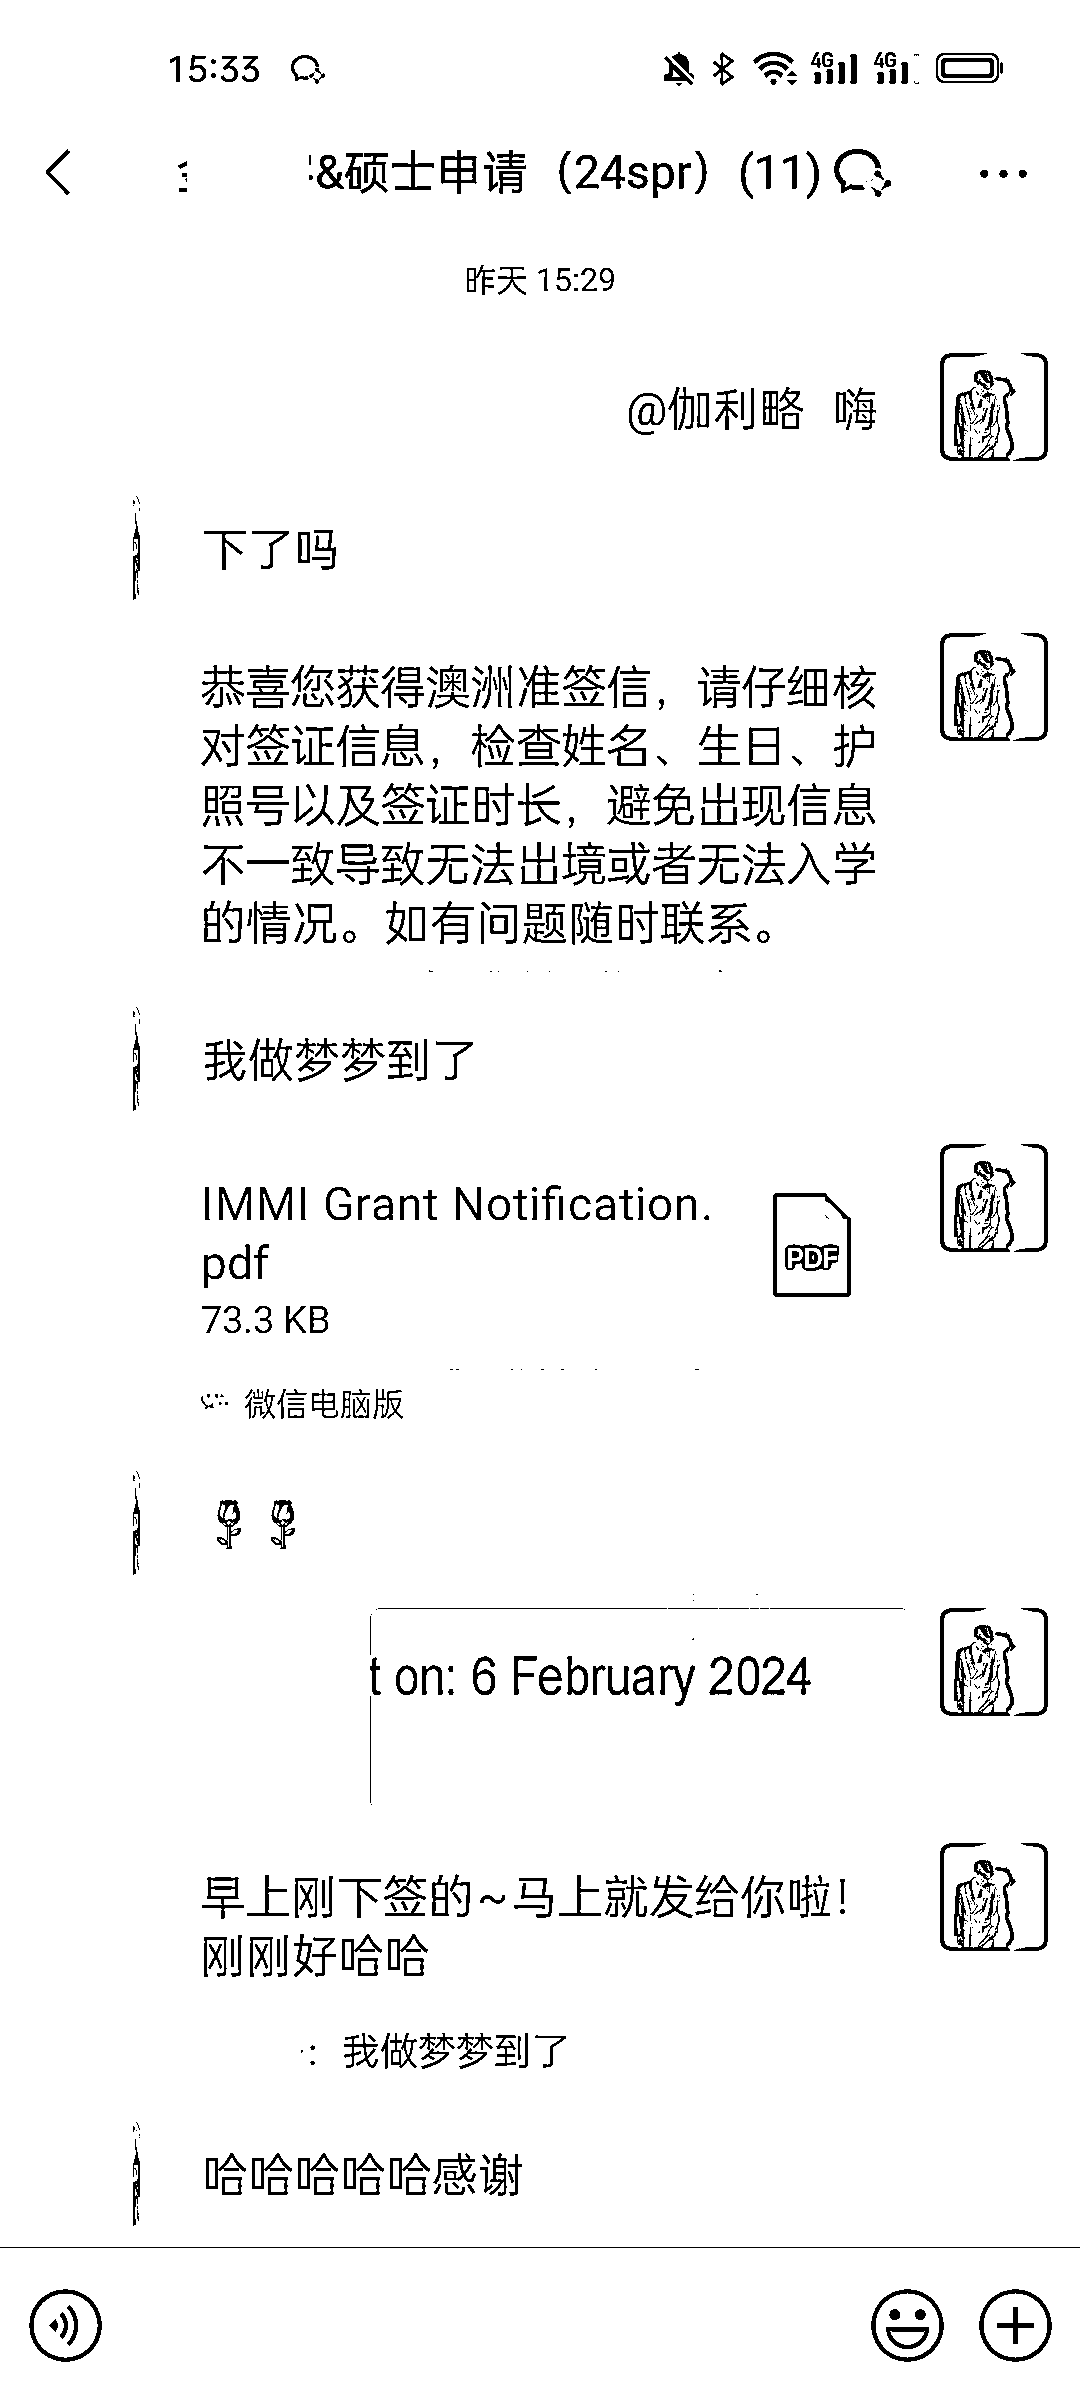 15:33
4G 4G
&硕士申请（24spr）(11)
昨天 15:29
@伽利略 嗨
下了吗
恭喜您获得澳洲准签信，请仔细核
对签证信息，检查姓名、生日、护
照号以及签证时长，避免出现信息
不一致导致无法出境或者无法入学
的情况。如有问题随时联系。
我做梦梦到了
IMMI Grant Notification.
pdf
PDF
73.3 KB
微信电脑版
t on: 6 February 2024
早上刚下签的~马上就发给你啦！
刚刚好哈哈
：我做梦梦到了
哈哈哈哈哈感谢